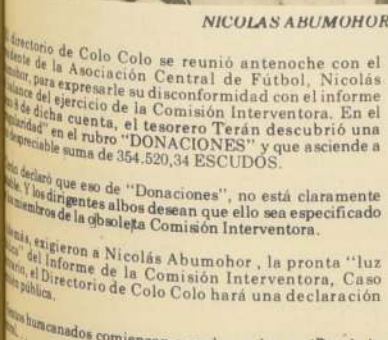 NICOLAS ABUMOHOR
directorio de Colo Colo se reunió antenoche con el
de la Asociación Central de Fútbol, Nicolás
para expresarle su disconformidad con el informe
del ejercicio de la Comisión Interventora. En el
de dicha cuenta, el tesorero Terán descubrió una
en el rubro "DONACIONES" y que asciende a
despreciable suma de 354.520,34 ESCUDOS.
declaró que eso de "Donaciones", no está claramente
Y los dirigentes albos desean que ello sea especificado
miembros de la obsoleta Comisión Interventora.
exigieron a Nicolás Abumohor , la pronta "luz
del Informe de la Comisión Interventora, Caso
el Directorio de Colo Colo hará una declaración
pública.
huracanados